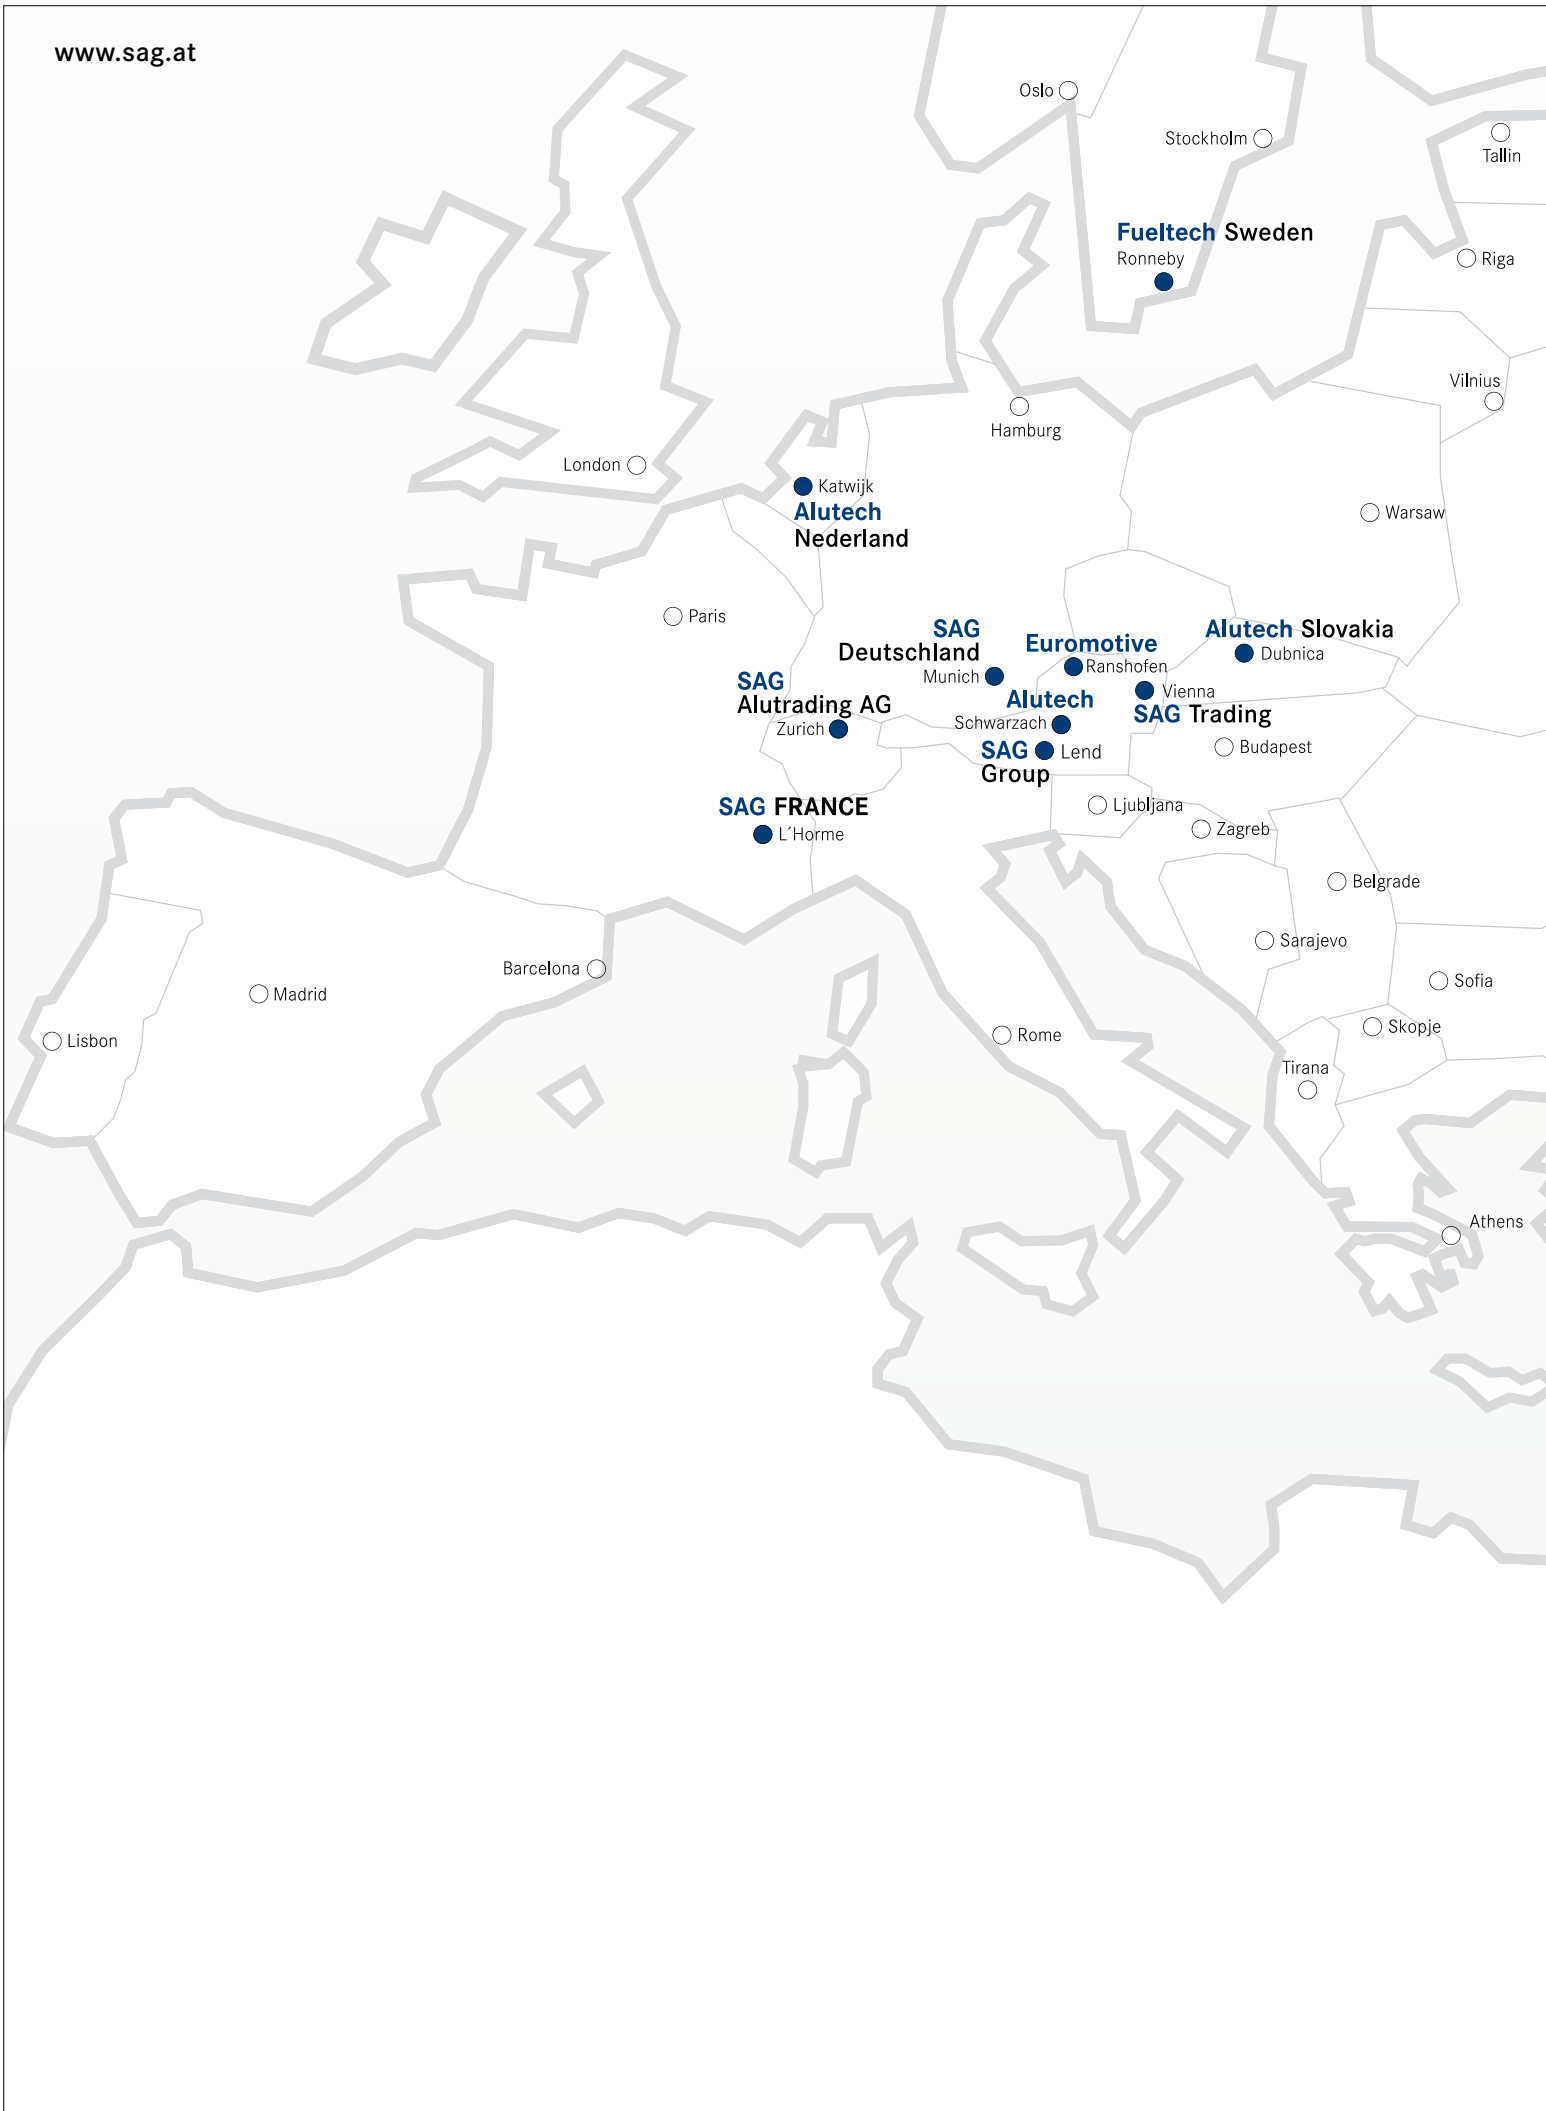 www.sag.at
Oslo
Stockholm
Tallin
Fueltech Sweden
Ronneby
Riga
Vilnius
Hamburg
London
Katwijk
Alutech
Nederland
Warsaw
Paris
SAG
Deutschland
Munich
Euromotive
Ranshofen
Alutech Slovakia
Dubnica
SAG
Alutrading AG
Zurich
Alutech
Schwarzach
Vienna
SAG Trading
SAG
Group
Lend
Budapest
SAG FRANCE
L´Horme
Ljubljana
Zagreb
Belgrade
Sarajevo
Barcelona
Madrid
Sofia
Lisbon
Rome
Skopje
Tirana
Athens